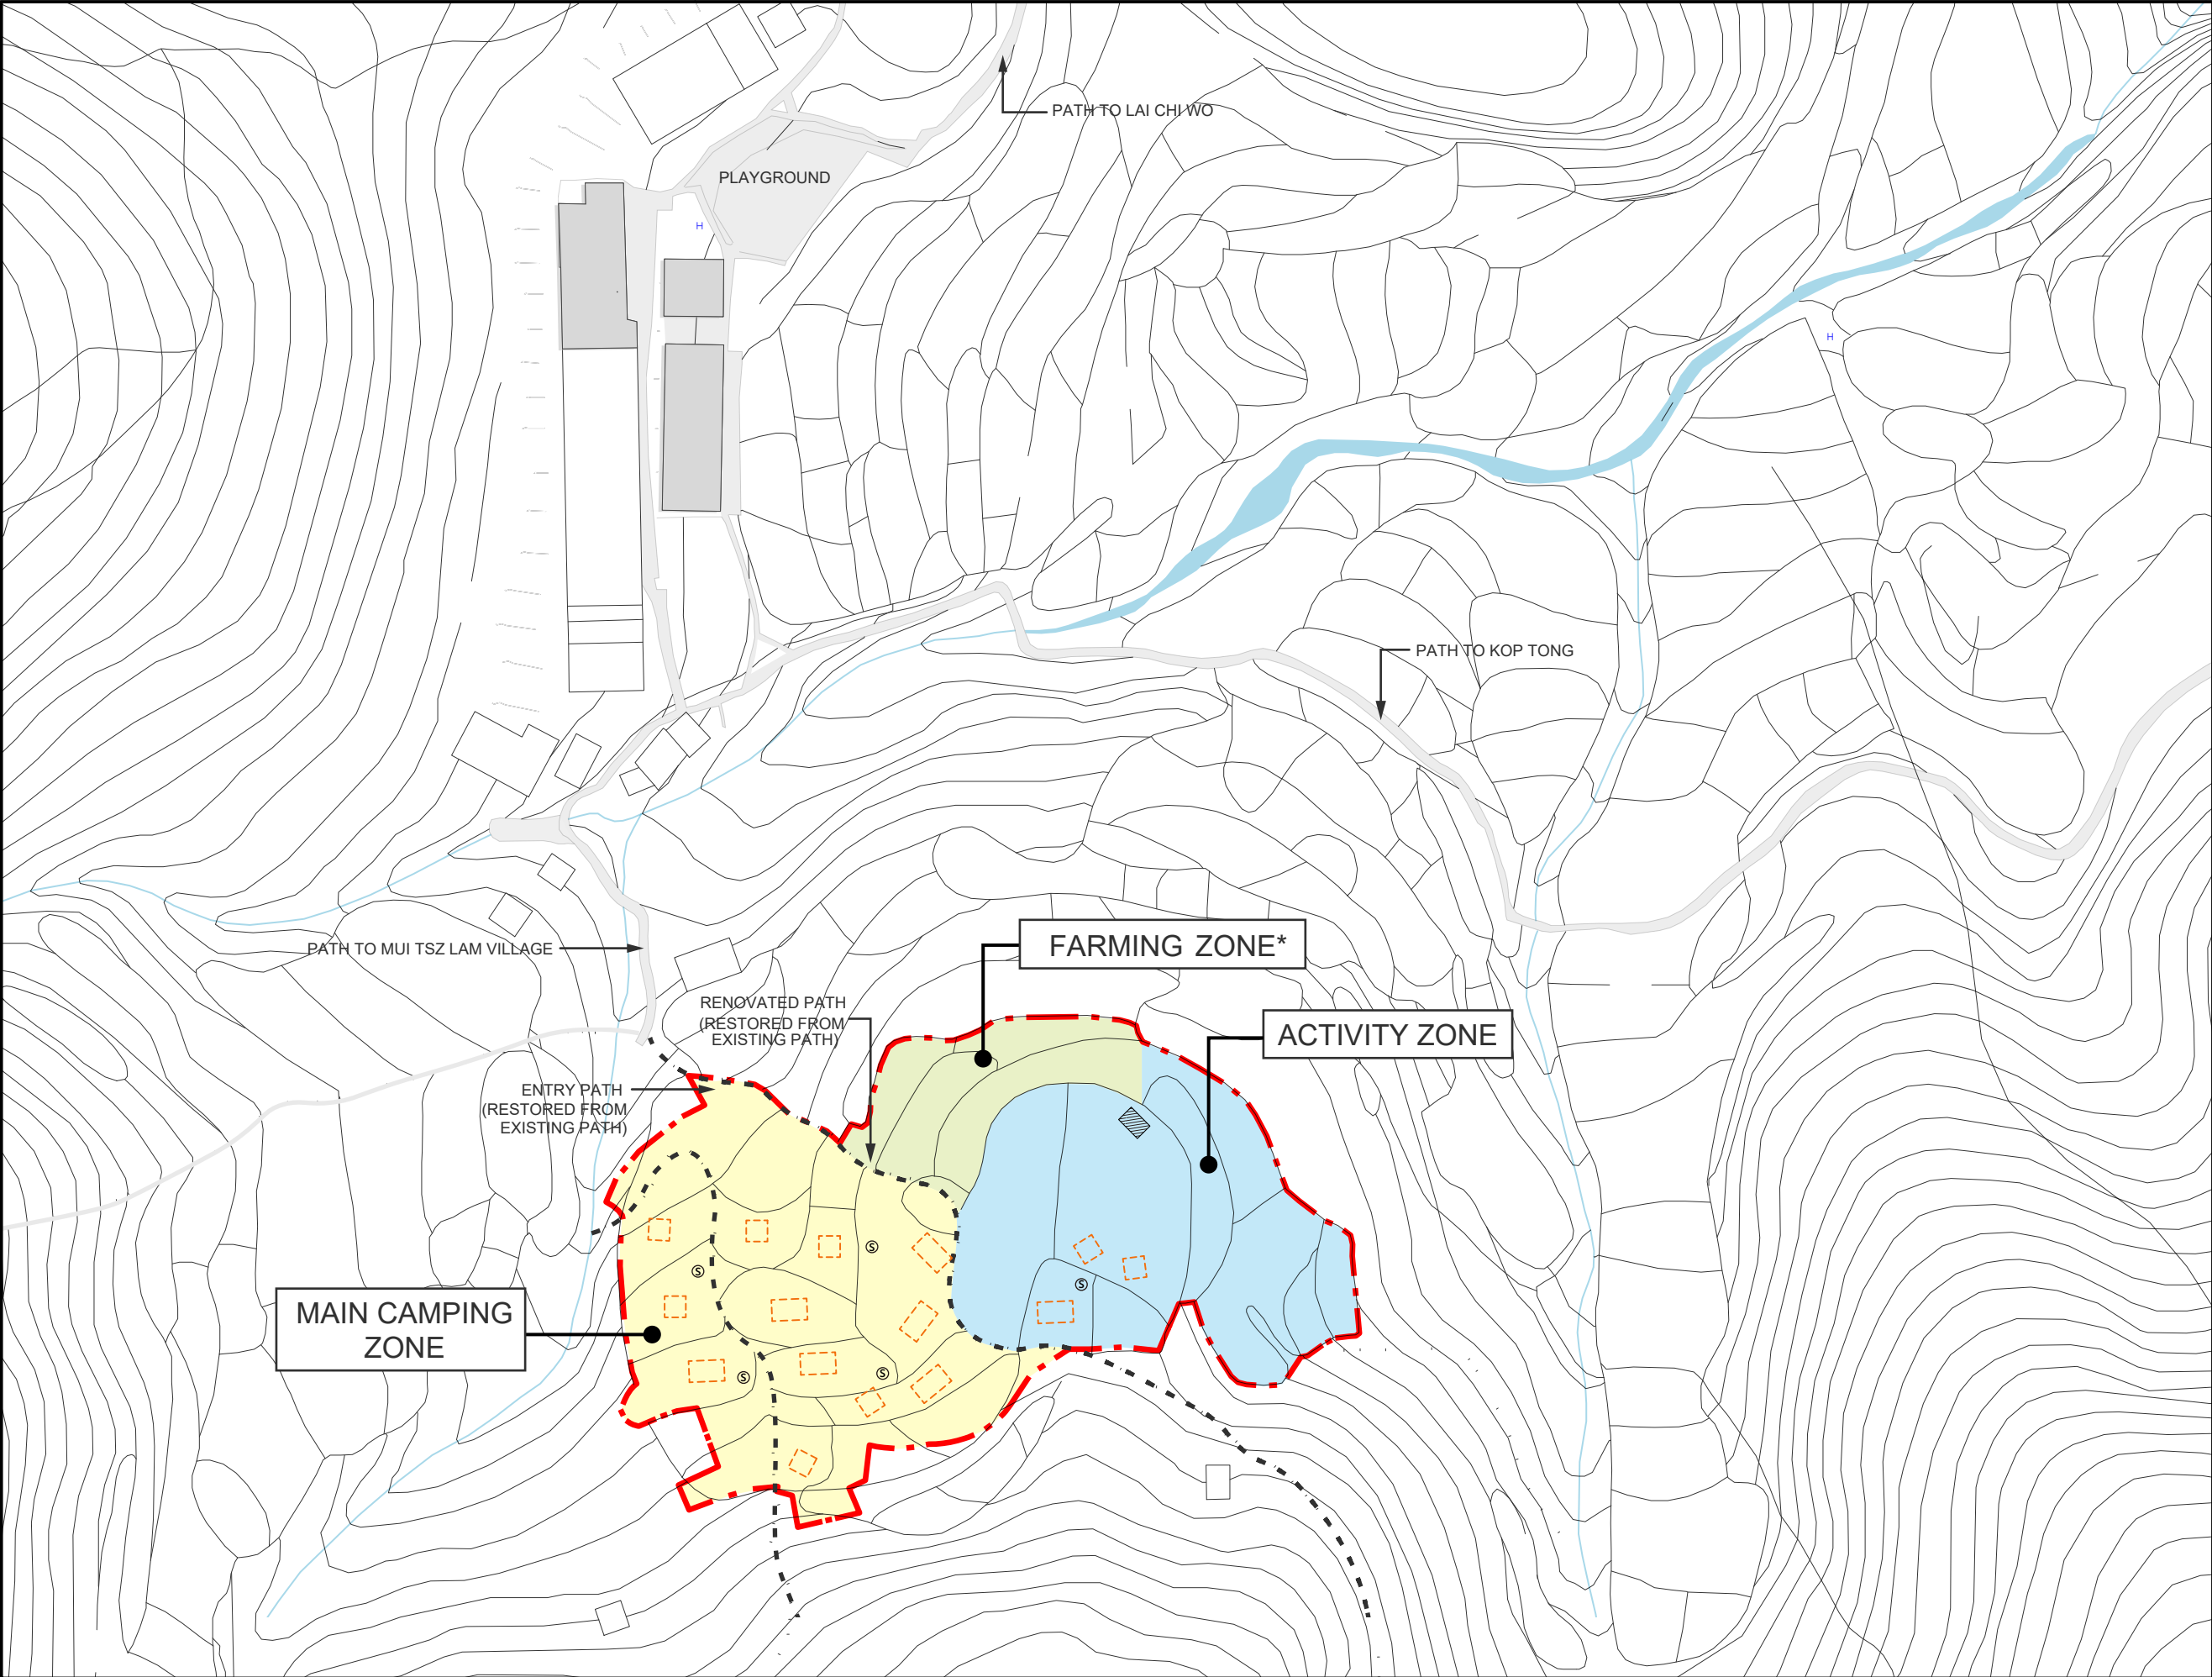 PATH TO LAI CHI WO
PLAYGROUND
H
H
PATH TO KOP TONG
FARMING ZONE*
PATH TO MUI TSZ LAM VILLAGE
RENOVATED PATH
(RESTORED FROM
EXISTING PATH)
ACTIVITY ZONE
ENTRY PATH
(RESTORED FROM
EXISTING PATH)
S
S
S
MAIN CAMPING
ZONE
S
S